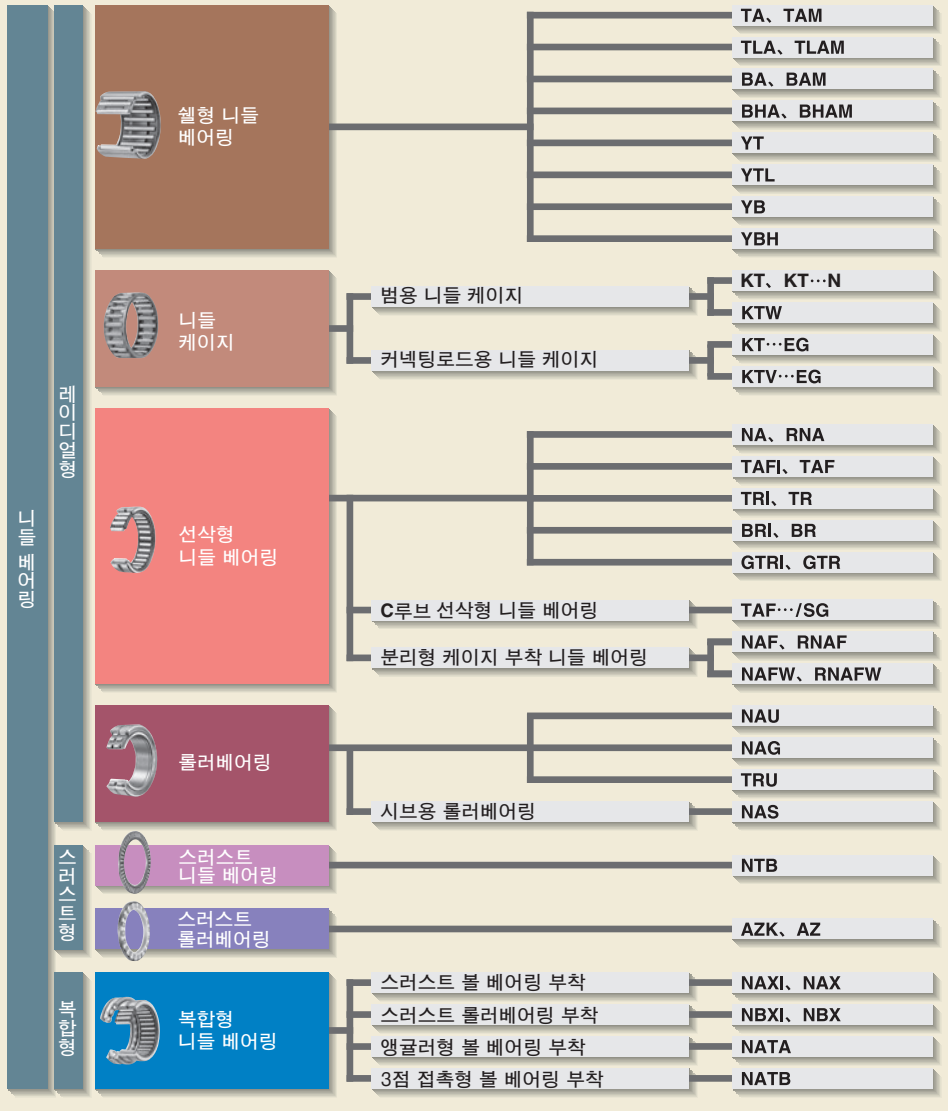 니들 베어링
레이디얼형
쉘형 니들
베어링
TA、TAM
TLA、TLAM
BA、BAM
BHA、BHAM
YT
YTL
YB
YBH
니들
케이지
범용 니들 케이지
KT、KT…N
KTW
커넥팅로드용 니들 케이지
KT…EG
KTV…EG
선삭형
니들 베어링
NA、RNA
TAFI、TAF
TRI、TR
BRI、BR
GTRI、GTR
C루브 선삭형 니들 베어링
TAF…/SG
분리형 케이지 부착 니들 베어링
NAF、RNAF
NAFW、RNAFW
롤러베어링
NAU
NAG
TRU
시브용 롤러베어링
NAS
스러스트형
스러스트
니들 베어링
NTB
스러스트
롤러베어링
AZK、AZ
복합형
복합형
니들 베어링
스러스트 볼 베어링 부착
NAXI、NAX
스러스트 롤러베어링 부착
NBXI、NBX
앵귤러형 볼 베어링 부착
NATA
3점 접촉형 볼 베어링 부착
NATB